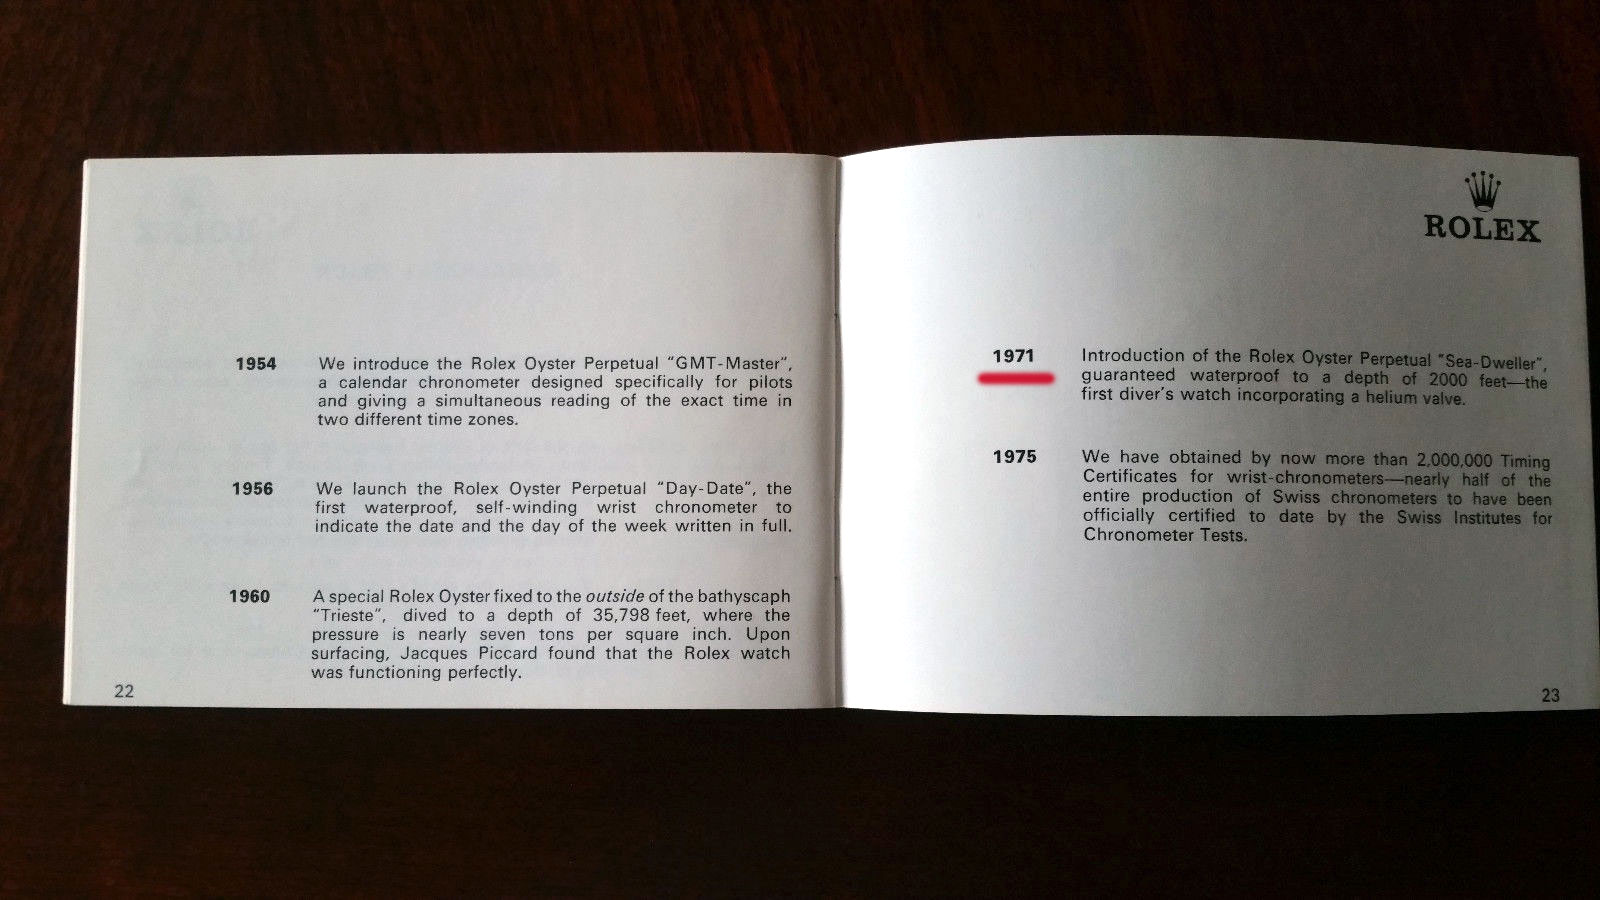 1954 We introduce the Rolex Oyster Perpetual "GMT-Master",
a calendar chronometer designed specifically for pilots
and giving a simultaneous reading of the exact time in
two different time zones.
1956 We launch the Rolex Oyster Perpetual "Day-Date", the
first waterproof, self-winding wrist chronometer to
indicate the date and the day of the week written in full.
1960 A special Rolex Oyster fixed to the outside of the bathyscaph
"Trieste", dived to a depth of 35,798 feet, where the
pressure is nearly seven tons per square inch. Upon
surfacing, Jacques Piccard found that the Rolex watch
was functioning perfectly.
22
ROLEX
1971 Introduction of the Rolex Oyster Perpetual "Sea-Dweller",
guaranteed waterproof to a depth of 2000 feet—the
first diver's watch incorporating a helium valve.
1975 We have obtained by now more than 2,000,000 Timing
Certificates for wrist-chronometers—nearly half of the
entire production of Swiss chronometers to have been
officially certified to date by the Swiss Institutes for
Chronometer Tests.
23